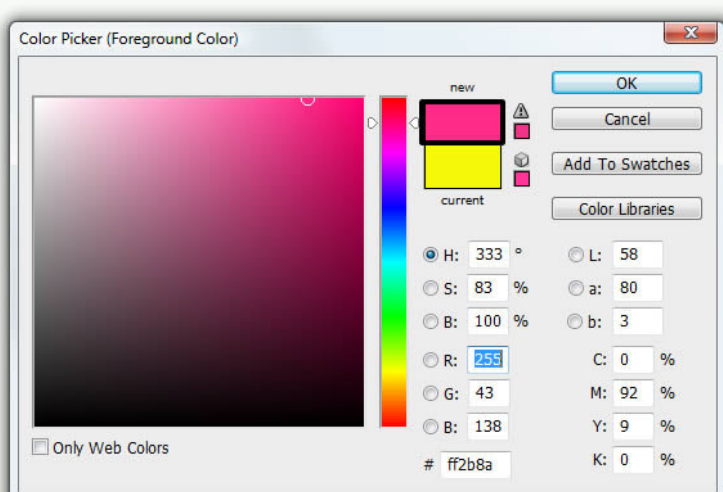 Color Picker (Foreground Color)
new
current
OK
Cancel
Add To Swatches
Color Libraries
H: 333 °
S: 83 %
B: 100 %
R: 255
G: 43
B: 138
# ff2b8a
L: 58
a: 80
b: 3
C: 0 %
M: 92 %
Y: 9 %
K: 0 %
Only Web Colors